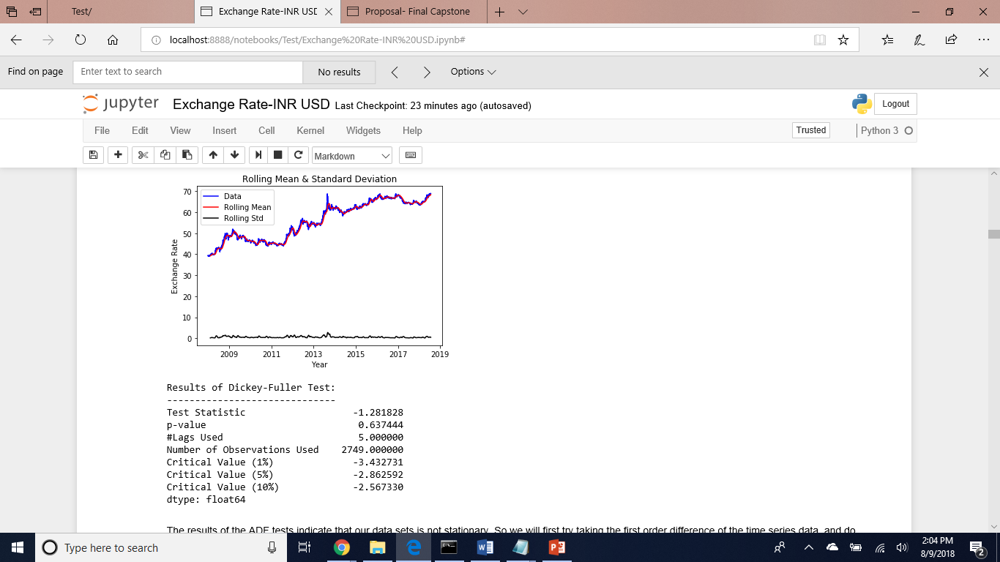 Test/
Exchange Rate-INR USD
Proposal- Final Capstone
localhost:8888/notebooks/Test/Exchange%20Rate-INR%20USD.ipynb#
Find on page
Enter text to search
No results
Options
jupyter Exchange Rate-INR USD Last Checkpoint: 23 minutes ago (autosaved)
Logout
File Edit View Insert Cell Kernel Widgets Help
Trusted
Python 3
Markdown
Rolling Mean & Standard Deviation
Data
Rolling Mean
Rolling Std
Exchange Rate
70
60
50
40
30
20
10
0
2009 2011 2013 2015 2017 2019
Year
Results of Dickey-Fuller Test:
------------------------------
Test Statistic -1.281828
p-value 0.637444
#Lags Used 5.000000
Number of Observations Used 2749.000000
Critical Value (1%) -3.432731
Critical Value (5%) -2.862592
Critical Value (10%) -2.567330
dtype: float64
The results of the ADF tests indicate that our data sets is not stationary. So we will first try taking the first order difference of the time series data, and do
Type here to search
2:04 PM
8/9/2018
2